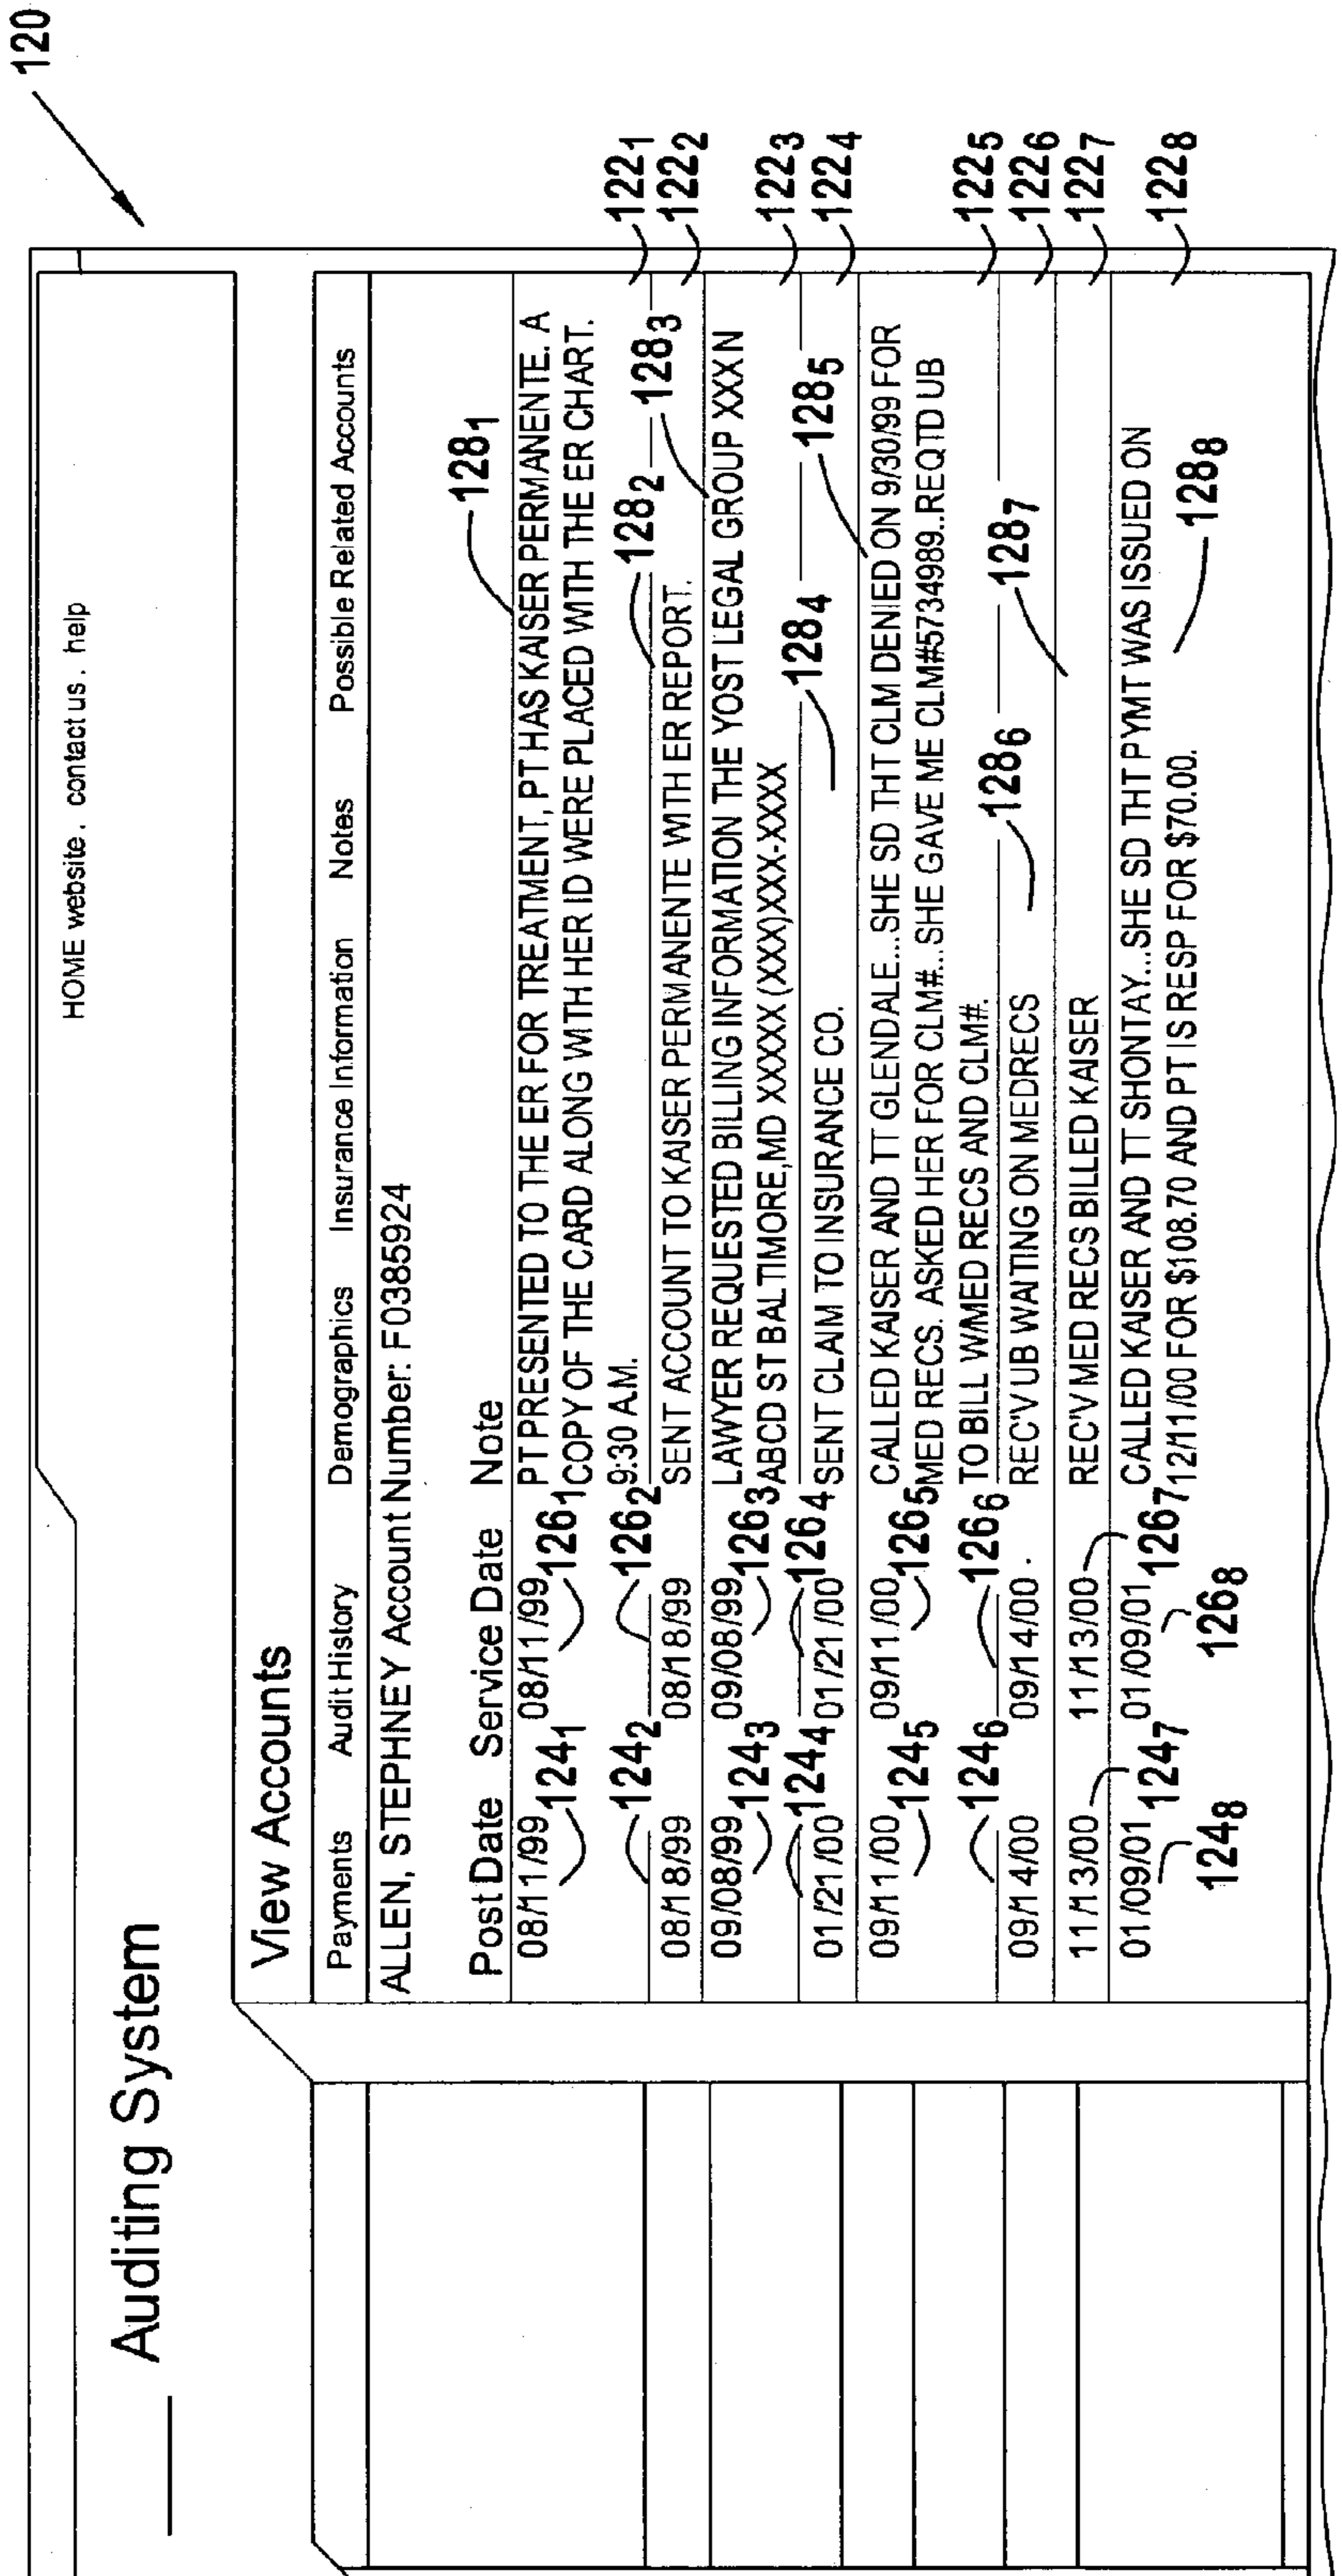 120
HOME website. contact us. help
Auditing System
View Accounts
Payments Audit History Demographics Insurance Information Notes Possible Related Accounts
ALLEN, STEPHNEY Account Number: F0385924
128₁
Post Date Service Date Note
08/11/99 08/11/99 PT PRESENTED TO THE ER FOR TREATMENT, PT HAS KAISER PERMANENTE. A
124₁ 126₁ COPY OF THE CARD ALONG WITH HER ID WERE PLACED WITH THE ER CHART.
124₂ 126₂ 9:30 A.M. 128₂ 122₁
08/18/99 08/18/99 SENT ACCOUNT TO KAISER PERMANENTE WITH ER REPORT. 128₃ 122₂
09/08/99 09/08/99 LAWYER REQUESTED BILLING INFORMATION THE YOST LEGAL GROUP XXX N
124₃ 126₃ ABCD ST BALTIMORE, MD XXXXX (XXX)XXX-XXXX 122₃
124₄ 126₄ 128₄
01/21/00 01/21/00 SENT CLAIM TO INSURANCE CO. 128₅ 122₄
09/11/00 09/11/00 CALLED KAISER AND TT GLENDALE...SHE SD THT CLM DENIED ON 9/30/99 FOR
124₅ 126₅ MED RECS. ASKED HER FOR CLM#...SHE GAVE ME CLM#5734989..REQTD UB
124₆ 126₆ TO BILL W/MED RECS AND CLM#. 122₅
09/14/00 09/14/00 . REC'V UB WAITING ON MEDRECS 128₆ 128₇ 122₆
11/13/00 11/13/00 REC'V MED RECS BILLED KAISER 122₇
01/09/01 124₇ 01/09/01 126₇ CALLED KAISER AND TT SHONTAY...SHE SD THT PYMT WAS ISSUED ON
12/11/00 FOR $108.70 AND PT IS RESP FOR $70.00. 122₈
124₈ 126₈ 128₈